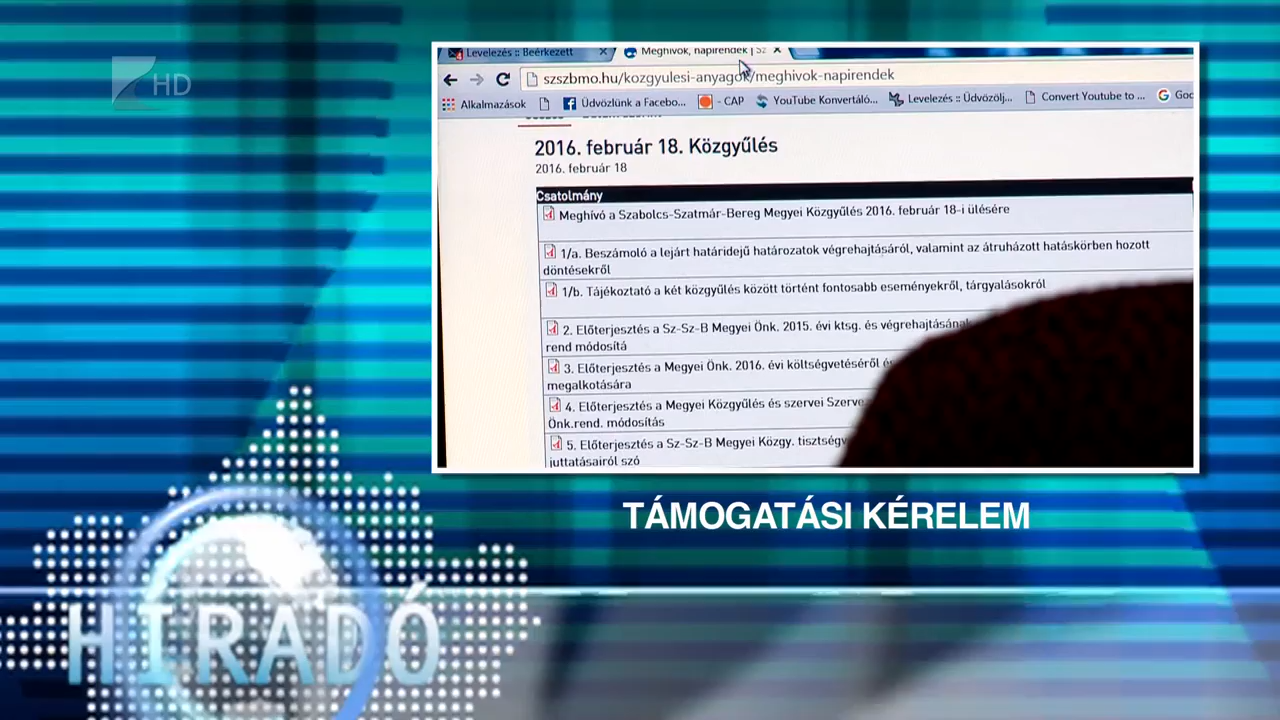 HD
Levelezés :: Beérkezett
Meghívók, napirendek | Sz
szszbmo.hu/kozgyulesi-anyagok/meghivok-napirendek
Alkalmazások
Üdvözlünk a Facebo...
- CAP
YouTube Konvertáló...
Levelezés :: Üdvözölj...
Convert Youtube to ...
Goo
2016. február 18. Közgyűlés
2016. február 18
Csatolmány
Meghívó a Szabolcs-Szatmár-Bereg Megyei Közgyűlés 2016. február 18-i ülésére
1/a. Beszámoló a lejárt határidejű határozatok végrehajtásáról, valamint az átruházott hatáskörben hozott
döntésekről
1/b. Tájékoztató a két közgyűlés között történt fontosabb eseményekről, tárgyalásokról
2. Előterjesztés a Sz-Sz-B Megyei Önk. 2015. évi ktsg. és végrehajtásána
rend módosítá
3. Előterjesztés a Megyei Önk. 2016. évi költségvetéséről é
megalkotására
4. Előterjesztés a Megyei Közgyűlés és szervei Szerve
Önk.rend. módosítás
5. Előterjesztés a Sz-Sz-B Megyei Közgy. tisztségv
juttatásairól szó
TÁMOGATÁSI KÉRELEM
HÍRADÓ